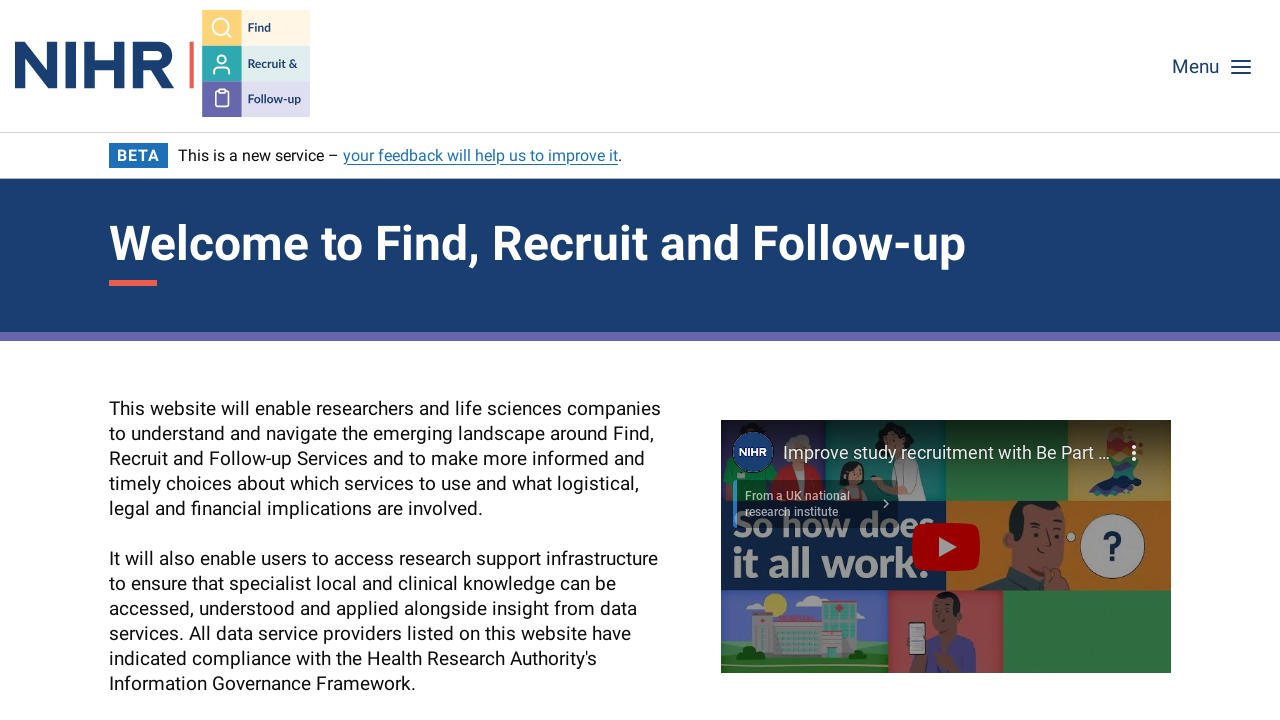 NIHR
Find
Recruit &
Follow-up
Menu
BETA
This is a new service – your feedback will help us to improve it.
Welcome to Find, Recruit and Follow-up
This website will enable researchers and life sciences companies
to understand and navigate the emerging landscape around Find,
Recruit and Follow-up Services and to make more informed and
timely choices about which services to use and what logistical,
legal and financial implications are involved.
It will also enable users to access research support infrastructure
to ensure that specialist local and clinical knowledge can be
accessed, understood and applied alongside insight from data
services. All data service providers listed on this website have
indicated compliance with the Health Research Authority's
Information Governance Framework.
NIHR
Improve study recruitment with Be Part ...
From a UK national
research institute
So how does
it all work?
?